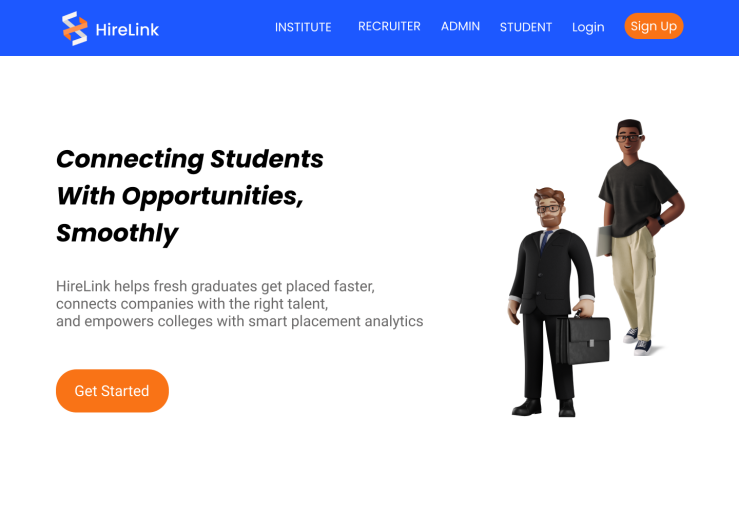 HireLink
INSTITUTE
RECRUITER
ADMIN
STUDENT
Login
Sign Up
Connecting Students
With Opportunities,
Smoothly
HireLink helps fresh graduates get placed faster,
connects companies with the right talent,
and empowers colleges with smart placement analytics
Get Started